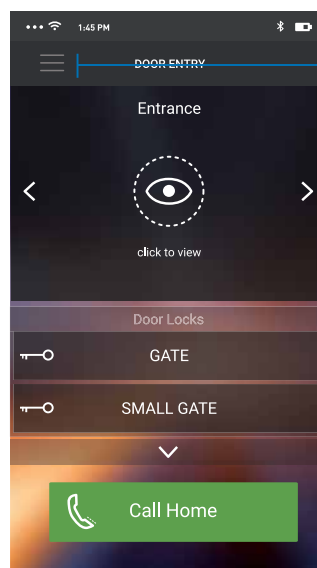 1:45 PM
DOOR ENTRY
Entrance
click to view
Door Locks
GATE
SMALL GATE
Call Home